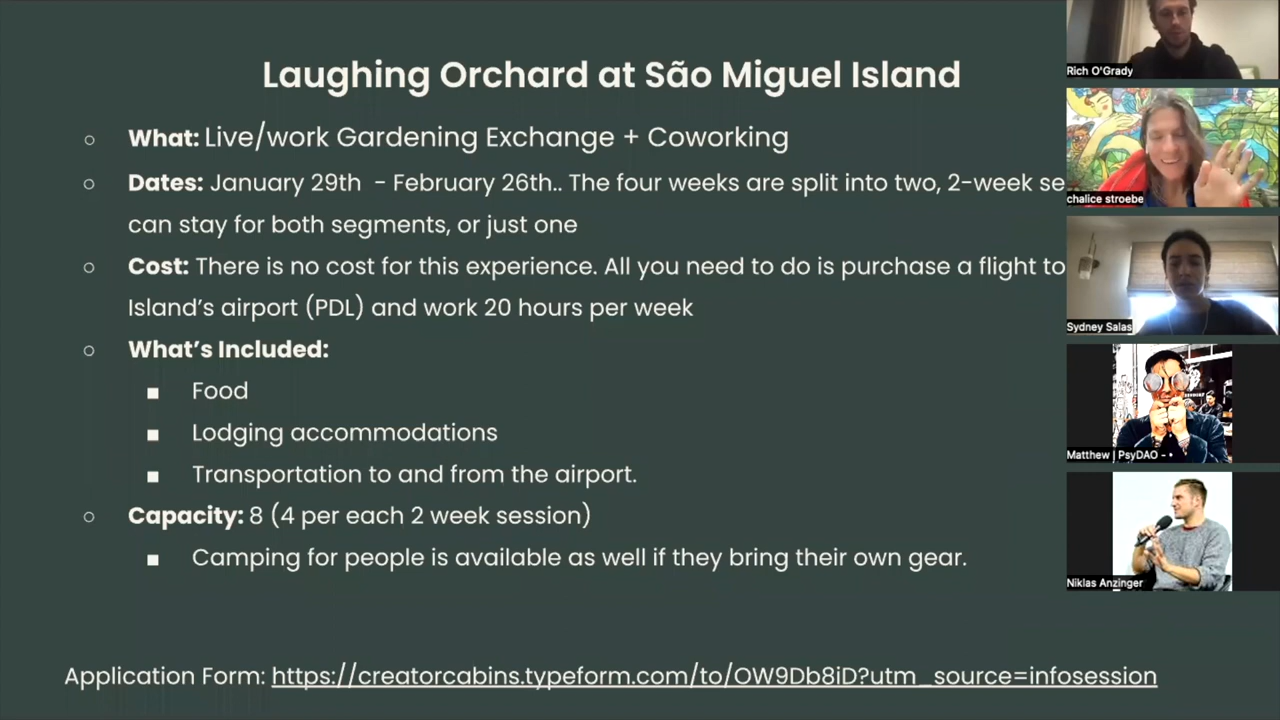 Laughing Orchard at São Miguel Island
What: Live/work Gardening Exchange + Coworking
Dates: January 29th - February 26th.. The four weeks are split into two, 2-week se
can stay for both segments, or just one
Cost: There is no cost for this experience. All you need to do is purchase a flight to
Island's airport (PDL) and work 20 hours per week
What's Included:
Food
Lodging accommodations
Transportation to and from the airport.
Capacity: 8 (4 per each 2 week session)
Camping for people is available as well if they bring their own gear.
Application Form: https://creatorcabins.typeform.com/to/OW9Db8iD?utm_source=infosession
Rich O'Grady
chalice stroebe
Sydney Salas
Matthew | PsyDAO - •
Niklas Anzinger